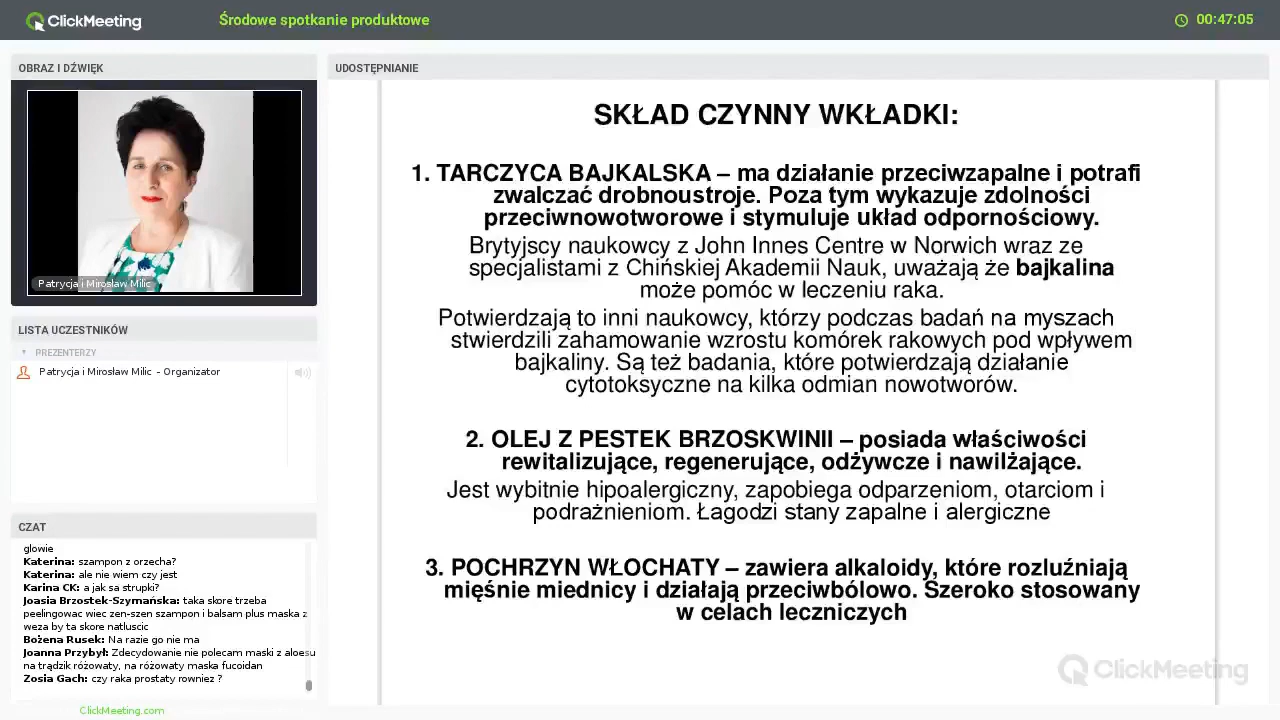 ClickMeeting
Środowe spotkanie produktowe
00:47:05
OBRAZ I DŹWIĘK
Patrycja i Mirosław Milic
LISTA UCZESTNIKÓW
PREZENTERZY
Patrycja i Mirosław Milic - Organizator
CZAT
glowie
Katerina: szampon z orzecha?
Katerina: ale nie wiem czy jest
Karina CK: a jak sa strupki?
Joasia Brzostek-Szymańska: taka skore trzeba
peelingowac wiec zen-szen szampon i balsam plus maska z
weza by ta skore natluscic
Bożena Rusek: Na razie go nie ma
Joanna Przybył: Zdecydowanie nie polecam maski z aloesu
na trądzik różowaty, na różowaty maska fucoidan
Zosia Gach: czy raka prostaty rowniez ?
ClickMeeting.com
UDOSTĘPNIANIE
SKŁAD CZYNNY WKŁADKI:
1. TARCZYCA BAJKALSKA – ma działanie przeciwzapalne i potrafi
zwalczać drobnoustroje. Poza tym wykazuje zdolności
przeciwnowotworowe i stymuluje układ odpornościowy.
Brytyjscy naukowcy z John Innes Centre w Norwich wraz ze
specjalistami z Chińskiej Akademii Nauk, uważają że bajkalina
może pomóc w leczeniu raka.
Potwierdzają to inni naukowcy, którzy podczas badań na myszach
stwierdzili zahamowanie wzrostu komórek rakowych pod wpływem
bajkaliny. Są też badania, które potwierdzają działanie
cytotoksyczne na kilka odmian nowotworów.
2. OLEJ Z PESTEK BRZOSKWINII – posiada właściwości
rewitalizujące, regenerujące, odżywcze i nawilżające.
Jest wybitnie hipoalergiczny, zapobiega odparzeniom, otarciom i
podrażnieniom. Łagodzi stany zapalne i alergiczne
3. POCHRZYN WŁOCHATY – zawiera alkaloidy, które rozluźniają
mięśnie miednicy i działają przeciwbólowo. Szeroko stosowany
w celach leczniczych
ClickMeeting